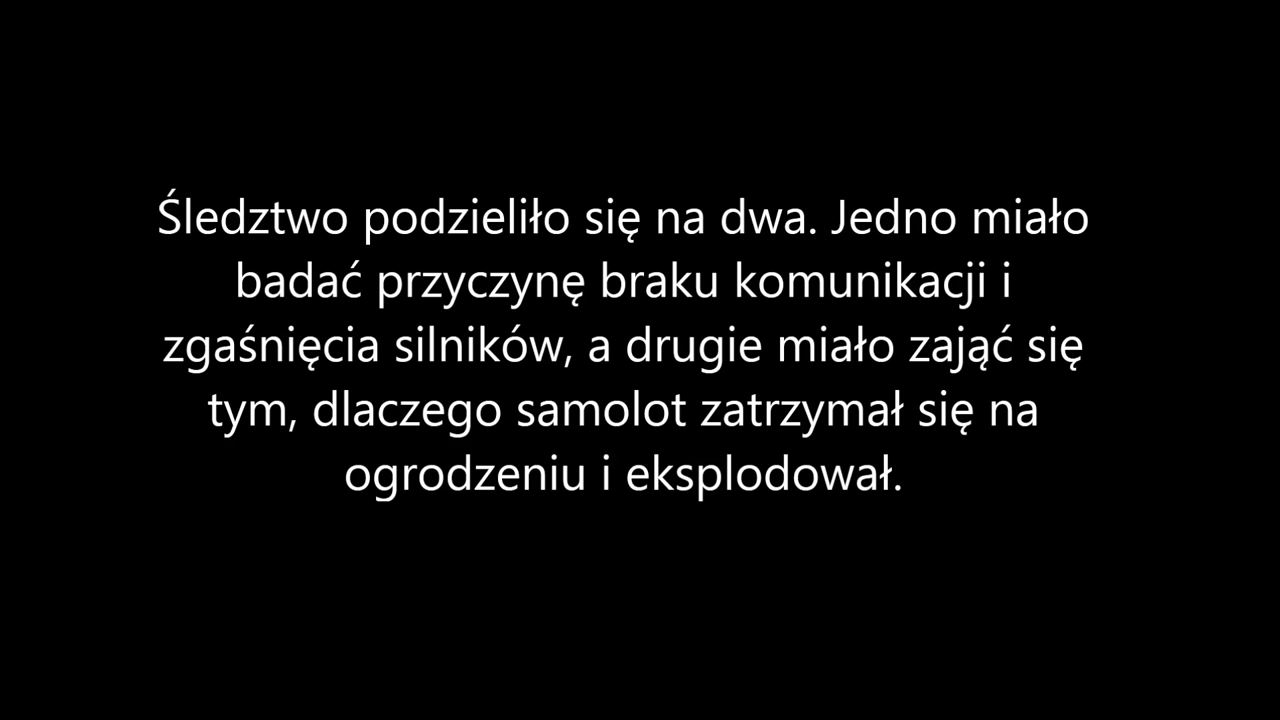 Śledztwo podzieliło się na dwa. Jedno miało
badać przyczynę braku komunikacji i
zgaśnięcia silników, a drugie miało zająć się
tym, dlaczego samolot zatrzymał się na
ogrodzeniu i eksplodował.